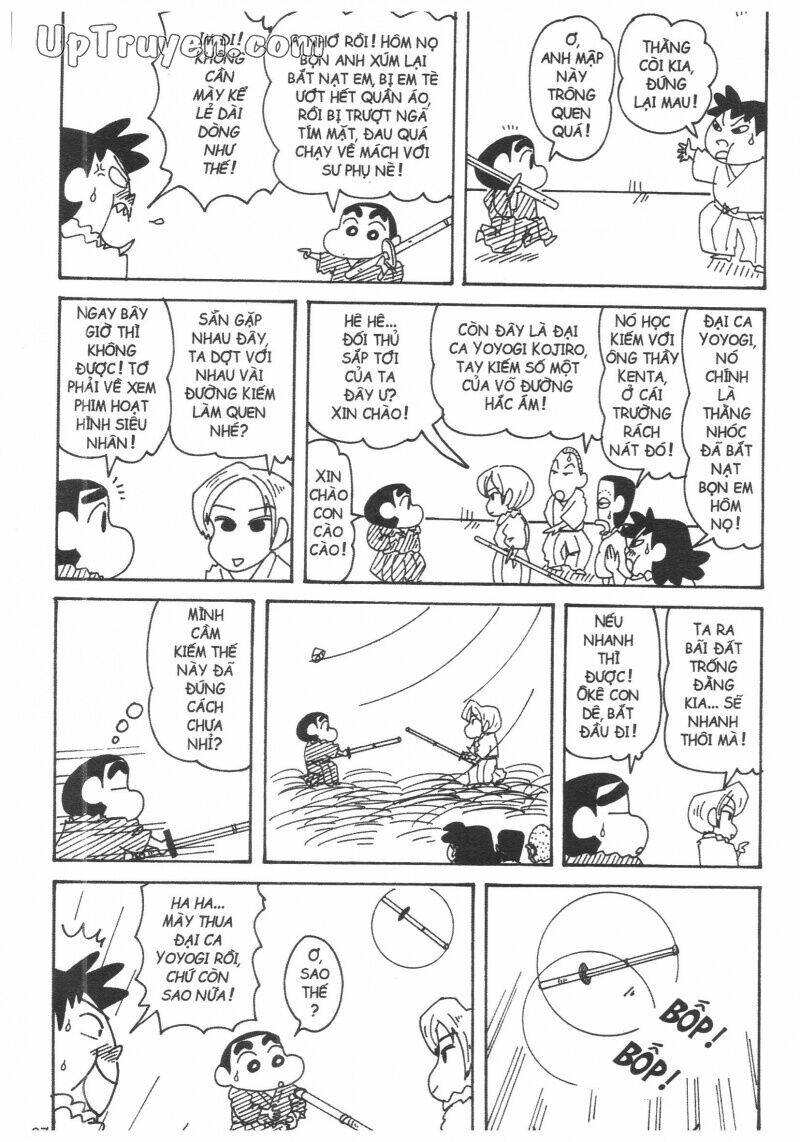 UpTruyen.com
THẰNG
CÒI KIA,
ĐỨNG
LẠI MAU!
Ơ,
ANH MẬP
NÀY
TRÔNG
QUEN
QUÁ!
NHỚ RỒI! HÔM NỌ
BỌN ANH XÚM LẠI
BẮT NẠT EM, BỊ EM TÈ
ƯỚT HẾT QUẦN ÁO,
RỒI BỊ TRƯỢT NGÃ
TÍM MẶT, ĐAU QUÁ
CHẠY VỀ MÁCH VỚI
SƯ PHỤ NÈ!
IM ĐI!
KHÔNG
CẦN
MÀY KỂ
LẺ DÀI
DÒNG
NHƯ
THẾ!
ĐẠI CA
YOYOGI,
NÓ
CHÍNH
LÀ
THẰNG
NHÓC
ĐÃ BẮT
NẠT
BỌN EM
HÔM
NỌ!
NÓ HỌC
KIẾM VỚI
ÔNG THẦY
KENTA,
Ở CÁI
TRƯỜNG
RÁCH
NÁT ĐÓ!
CÒN ĐÂY LÀ ĐẠI
CA YOYOGI KOJIRO,
TAY KIẾM SỐ MỘT
CỦA VÕ ĐƯỜNG
HẮC ÁM!
HÊ HÊ...
ĐỐI THỦ
SẮP TỚI
CỦA TA
ĐÂY Ư?
XIN CHÀO!
XIN
CHÀO
CON
CÀO
CÀO!
SẴN GẶP
NHAU ĐÂY,
TA DỢT VỚI
NHAU VÀI
ĐƯỜNG KIẾM
LÀM QUEN
NHÉ?
NGAY BÂY
GIỜ THÌ
KHÔNG
ĐƯỢC! TỚ
PHẢI VỀ XEM
PHIM HOẠT
HÌNH SIÊU
NHÂN!
TA RA
BÃI ĐẤT
TRỐNG
ĐẰNG
KIA... SẼ
NHANH
THÔI MÀ!
NẾU
NHANH
THÌ
ĐƯỢC!
ÔKÊ CON
DÊ, BẮT
ĐẦU ĐI!
MÌNH
CẦM
KIẾM THẾ
NÀY ĐÃ
ĐÚNG
CÁCH
CHƯA
NHỈ?
BỐP!
BỐP!
Ơ,
SAO
THẾ
?
HA HA...
MÀY THUA
ĐẠI CA
YOYOGI RỒI,
CHỨ CÒN
SAO NỮA!